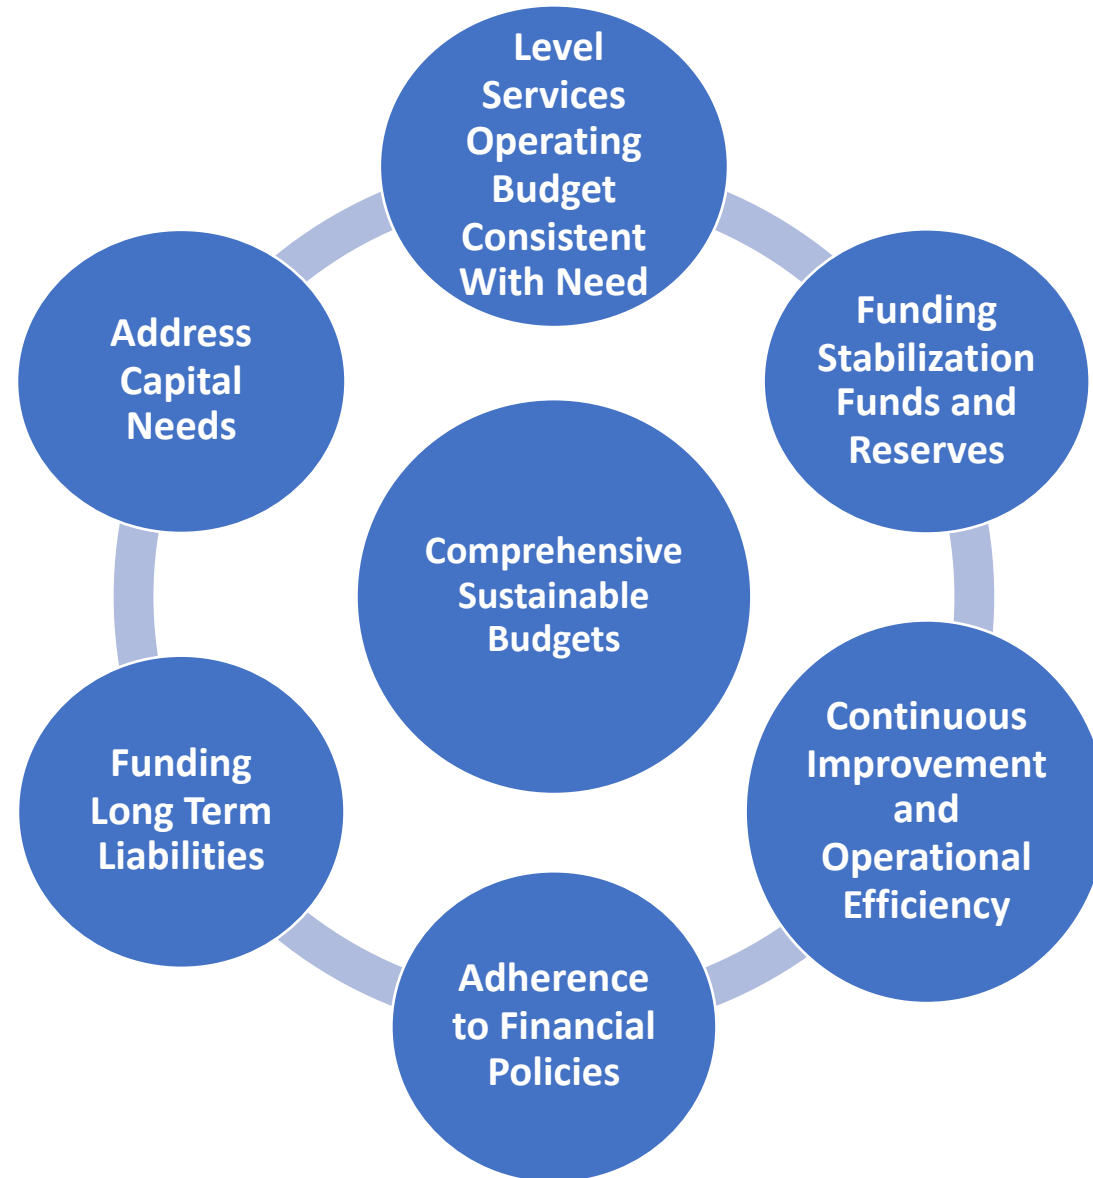 Level
Services
Operating
Budget
Consistent
With Need
Funding
Stabilization
Funds and
Reserves
Continuous
Improvement
and
Operational
Efficiency
Adherence
to Financial
Policies
Funding
Long Term
Liabilities
Address
Capital
Needs
Comprehensive
Sustainable
Budgets